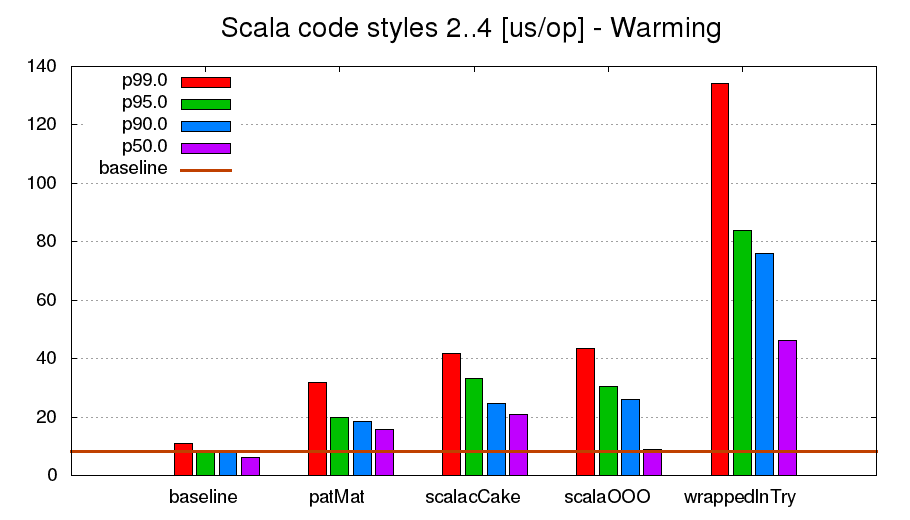 Scala code styles 2..4 [us/op] - Warming
140
120
100
80
60
40
20
0
p99.0
p95.0
p90.0
p50.0
baseline
baseline patMat scalacCake scalaOOO wrappedInTry